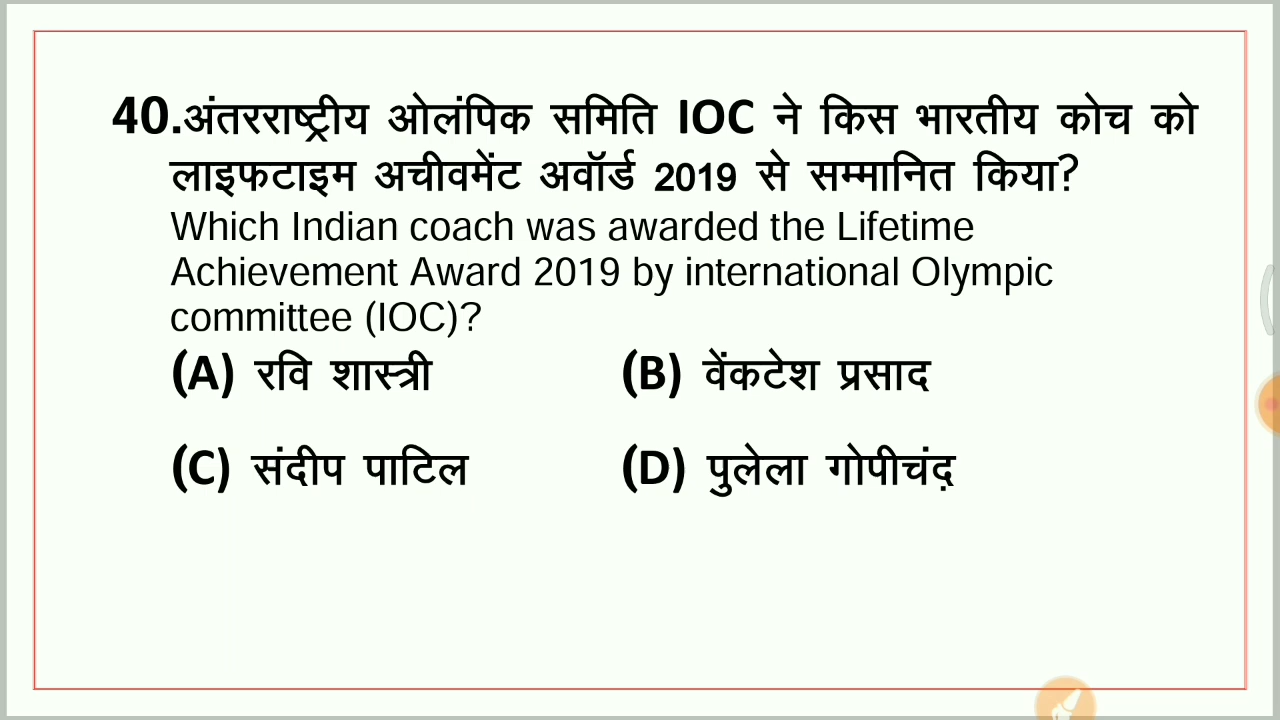 40.अंतरराष्ट्रीय ओलंपिक समिति IOC ने किस भारतीय कोच को
लाइफटाइम अचीवमेंट अवॉर्ड 2019 से सम्मानित किया?
Which Indian coach was awarded the Lifetime
Achievement Award 2019 by international Olympic
committee (IOC)?
(A) रवि शास्त्री (B) वेंकटेश प्रसाद
(C) संदीप पाटिल (D) पुलेला गोपीचंद़